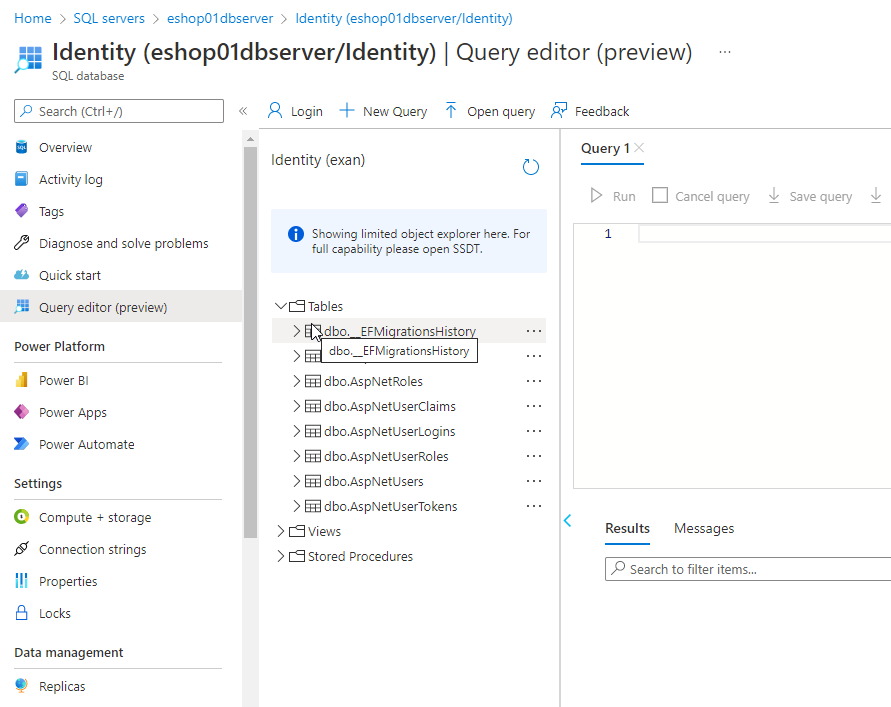 Home > SQL servers > eshop01dbserver > Identity (eshop01dbserver/Identity)
Identity (eshop01dbserver/Identity) | Query editor (preview) ...
SQL database
Search (Ctrl+/)
«
Login
New Query
Open query
Feedback
Overview
Activity log
Tags
Diagnose and solve problems
Quick start
Query editor (preview)
Power Platform
Power BI
Power Apps
Power Automate
Settings
Compute + storage
Connection strings
Properties
Locks
Data management
Replicas
Identity (exan)
Showing limited object explorer here. For
full capability please open SSDT.
Tables
dbo.__EFMigrationsHistory
dbo.__EFMigrationsHistory
dbo.AspNetRoles
dbo.AspNetUserClaims
dbo.AspNetUserLogins
dbo.AspNetUserRoles
dbo.AspNetUsers
dbo.AspNetUserTokens
Views
Stored Procedures
Query 1
Run
Cancel query
Save query
1
Results
Messages
Search to filter items...